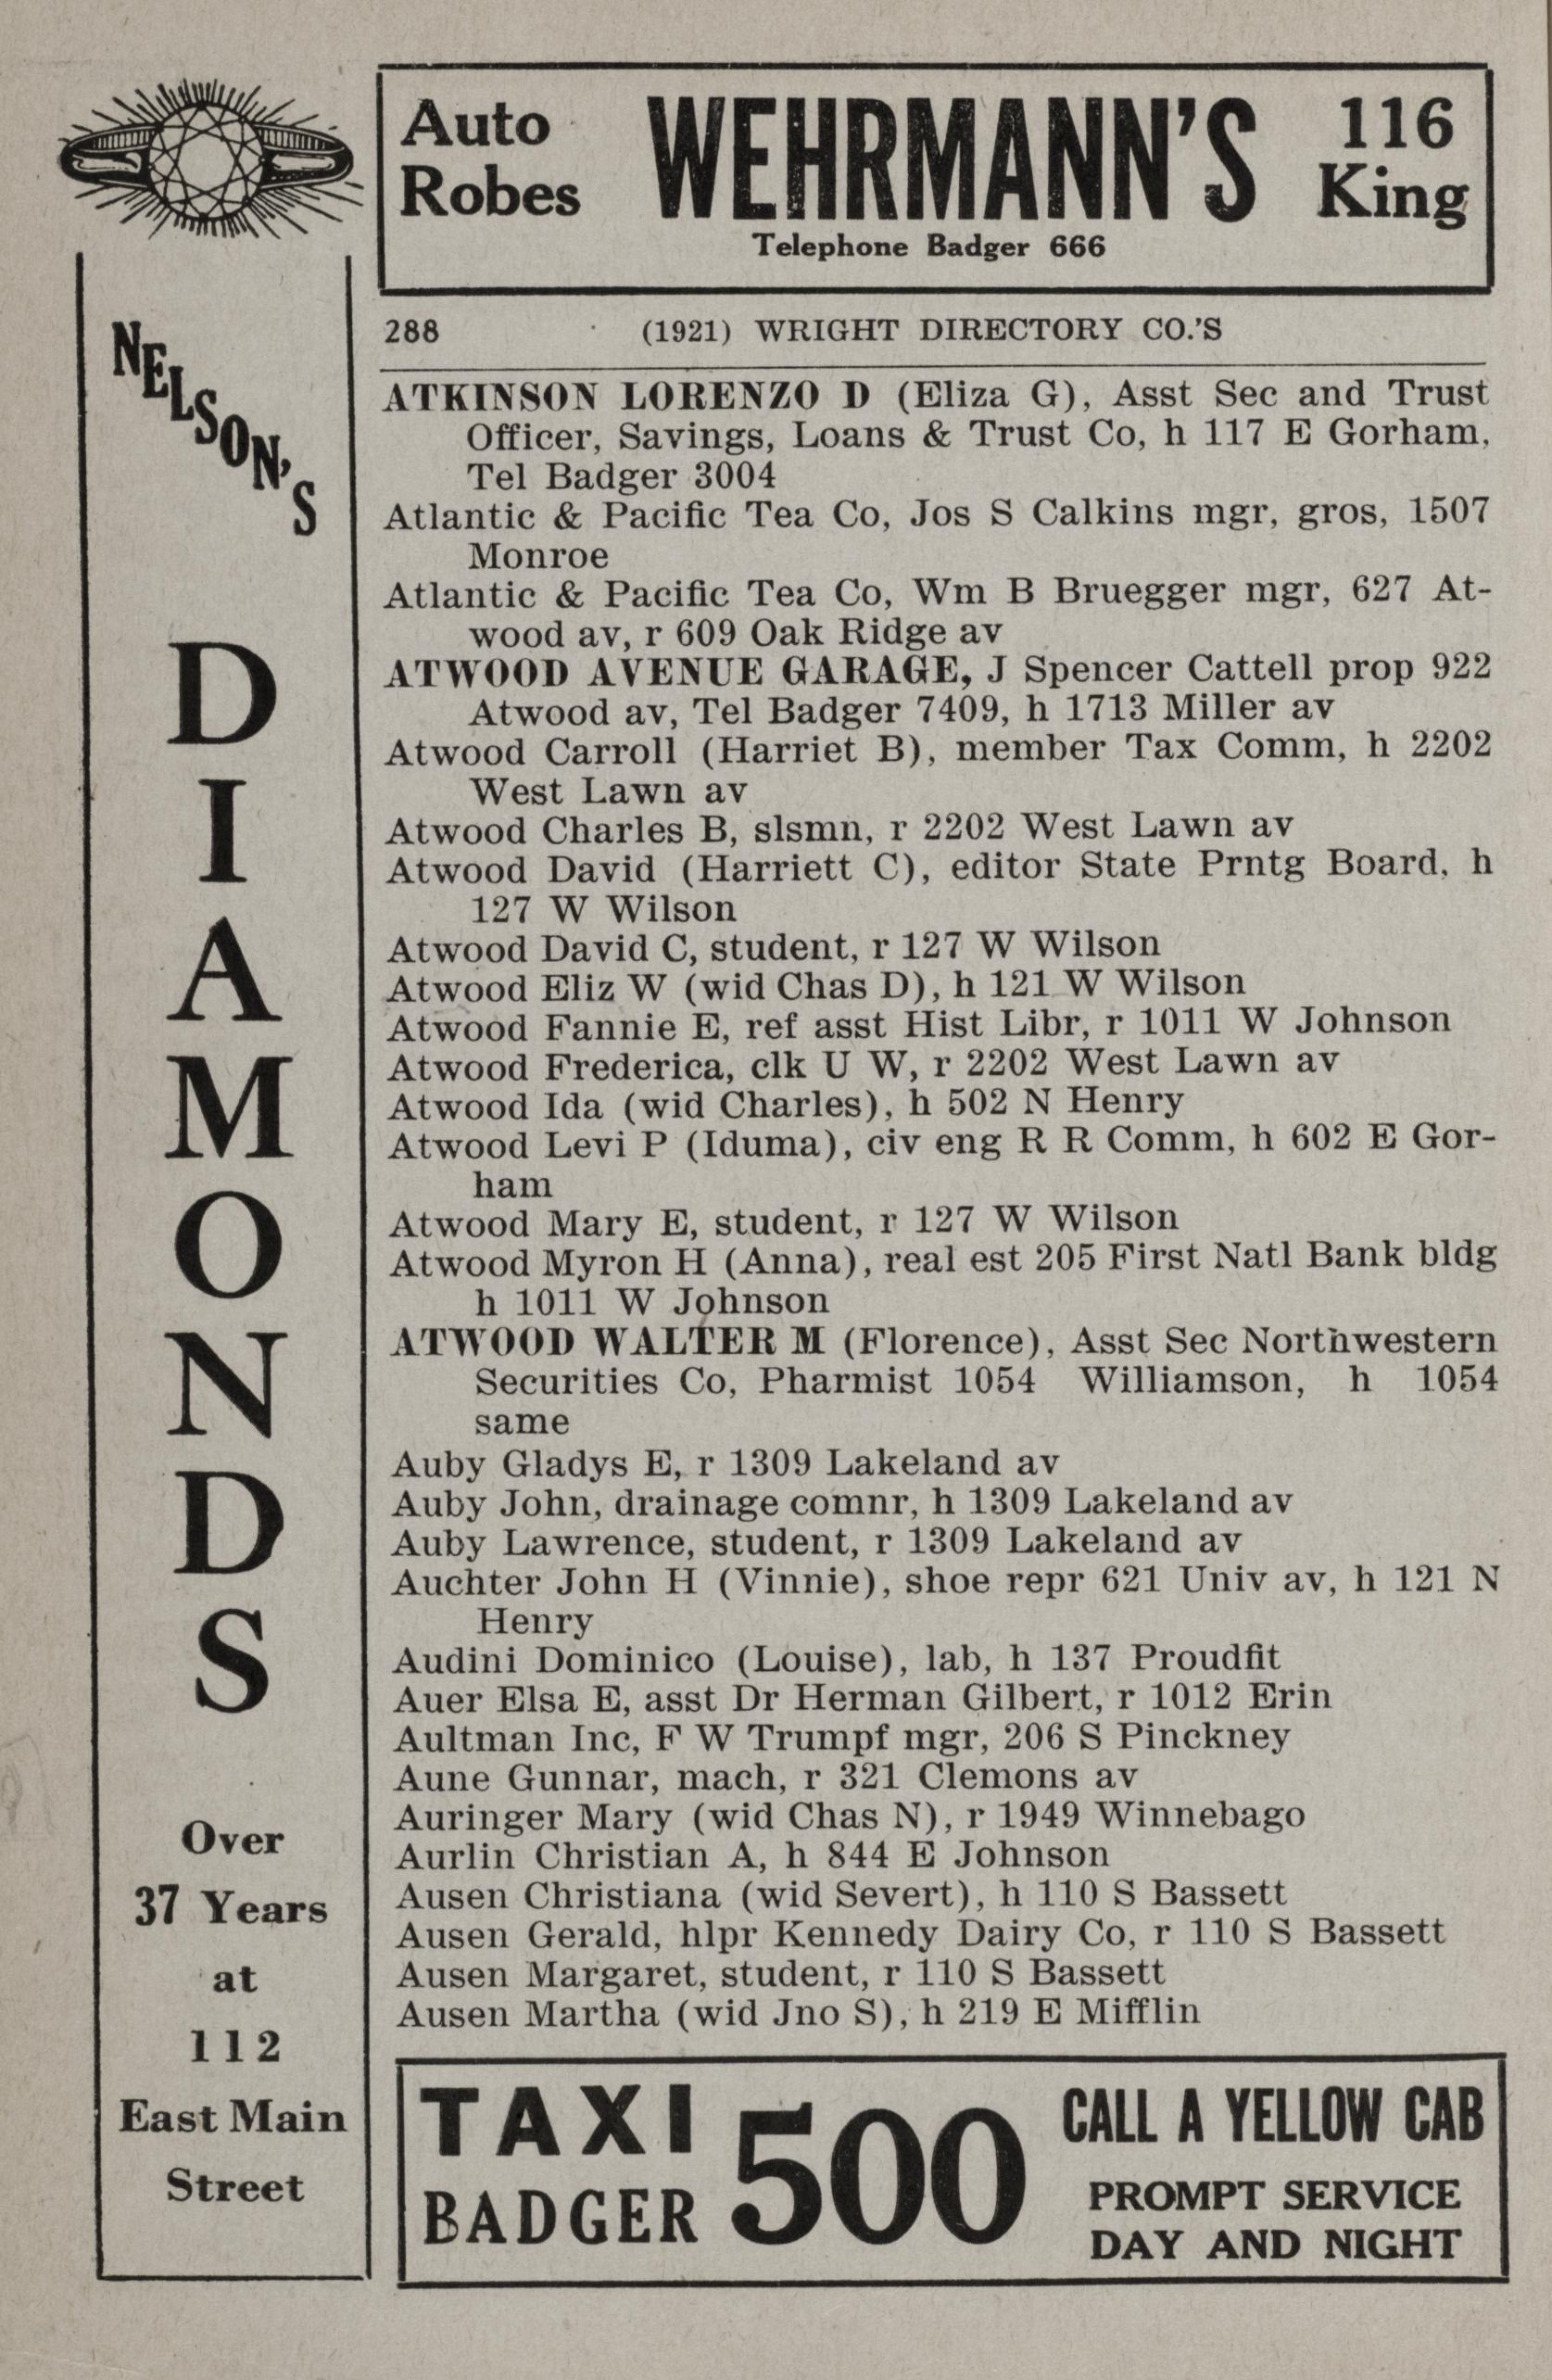 Auto
Robes
WEHRMANN'S
116
King
Telephone Badger 666
NELSON'S
DIAMONDS
Over
37 Years
at
112
East Main
Street
288 (1921) WRIGHT DIRECTORY CO.'S
ATKINSON LORENZO D (Eliza G), Asst Sec and Trust
Officer, Savings, Loans & Trust Co, h 117 E Gorham,
Tel Badger 3004
Atlantic & Pacific Tea Co, Jos S Calkins mgr, gros, 1507
Monroe
Atlantic & Pacific Tea Co, Wm B Bruegger mgr, 627 At-
wood av, r 609 Oak Ridge av
ATWOOD AVENUE GARAGE, J Spencer Cattell prop 922
Atwood av, Tel Badger 7409, h 1713 Miller av
Atwood Carroll (Harriet B), member Tax Comm, h 2202
West Lawn av
Atwood Charles B, slsmn, r 2202 West Lawn av
Atwood David (Harriett C), editor State Prntg Board, h
127 W Wilson
Atwood David C, student, r 127 W Wilson
Atwood Eliz W (wid Chas D), h 121 W Wilson
Atwood Fannie E, ref asst Hist Libr, r 1011 W Johnson
Atwood Frederica, clk U W, r 2202 West Lawn av
Atwood Ida (wid Charles), h 502 N Henry
Atwood Levi P (Iduma), civ eng R R Comm, h 602 E Gor-
ham
Atwood Mary E, student, r 127 W Wilson
Atwood Myron H (Anna), real est 205 First Natl Bank bldg
h 1011 W Johnson
ATWOOD WALTER M (Florence), Asst Sec Northwestern
Securities Co, Pharmist 1054 Williamson, h 1054
same
Auby Gladys E, r 1309 Lakeland av
Auby John, drainage comnr, h 1309 Lakeland av
Auby Lawrence, student, r 1309 Lakeland av
Auchter John H (Vinnie), shoe repr 621 Univ av, h 121 N
Henry
Audini Dominico (Louise), lab, h 137 Proudfit
Auer Elsa E, asst Dr Herman Gilbert, r 1012 Erin
Aultman Inc, F W Trumpf mgr, 206 S Pinckney
Aune Gunnar, mach, r 321 Clemons av
Auringer Mary (wid Chas N), r 1949 Winnebago
Aurlin Christian A, h 844 E Johnson
Ausen Christiana (wid Severt), h 110 S Bassett
Ausen Gerald, hlpr Kennedy Dairy Co, r 110 S Bassett
Ausen Margaret, student, r 110 S Bassett
Ausen Martha (wid Jno S), h 219 E Mifflin
TAXI
BADGER
500
CALL A YELLOW CAB
PROMPT SERVICE
DAY AND NIGHT